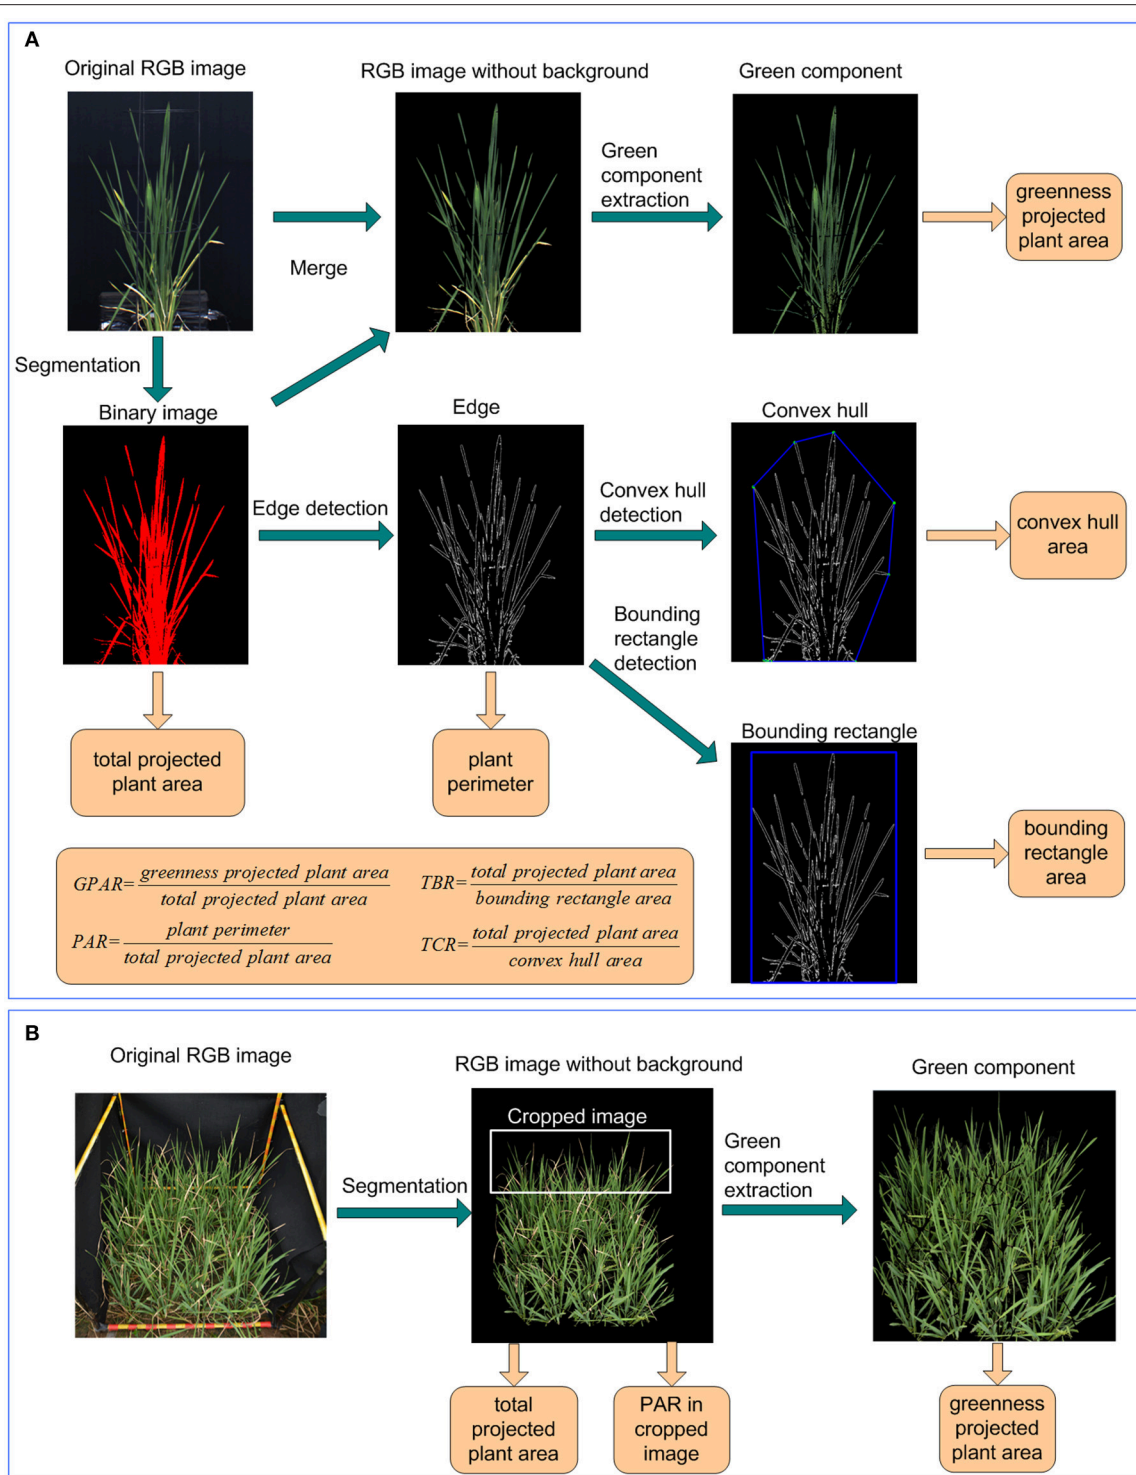 A
Original RGB image
RGB image without background
Green component
Green
component
extraction
greenness
projected
plant area
Merge
Segmentation
Binary image
Edge
Convex hull
Edge detection
Convex hull
detection
convex hull
area
Bounding
rectangle
detection
total projected
plant area
plant
perimeter
Bounding rectangle
bounding
rectangle
area
GPAR= greenness projected plant area / total projected plant area
TBR= total projected plant area / bounding rectangle area
PAR= plant perimeter / total projected plant area
TCR= total projected plant area / convex hull area
B
Original RGB image
RGB image without background
Green component
Cropped image
Segmentation
Green
component
extraction
total
projected
plant area
PAR in
cropped
image
greenness
projected
plant area